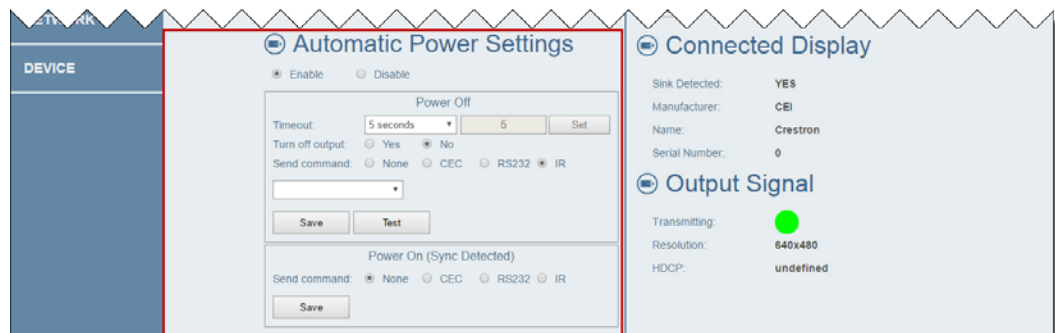 NETWORK
DEVICE
Automatic Power Settings
Enable Disable
Power Off
Timeout: 5 seconds 5 Set
Turn off output: Yes No
Send command: None CEC RS232 IR
Save Test
Power On (Sync Detected)
Send command: None CEC RS232 IR
Save
Connected Display
Sink Detected: YES
Manufacturer: CEI
Name: Crestron
Serial Number: 0
Output Signal
Transmitting:
Resolution: 640x480
HDCP: undefined